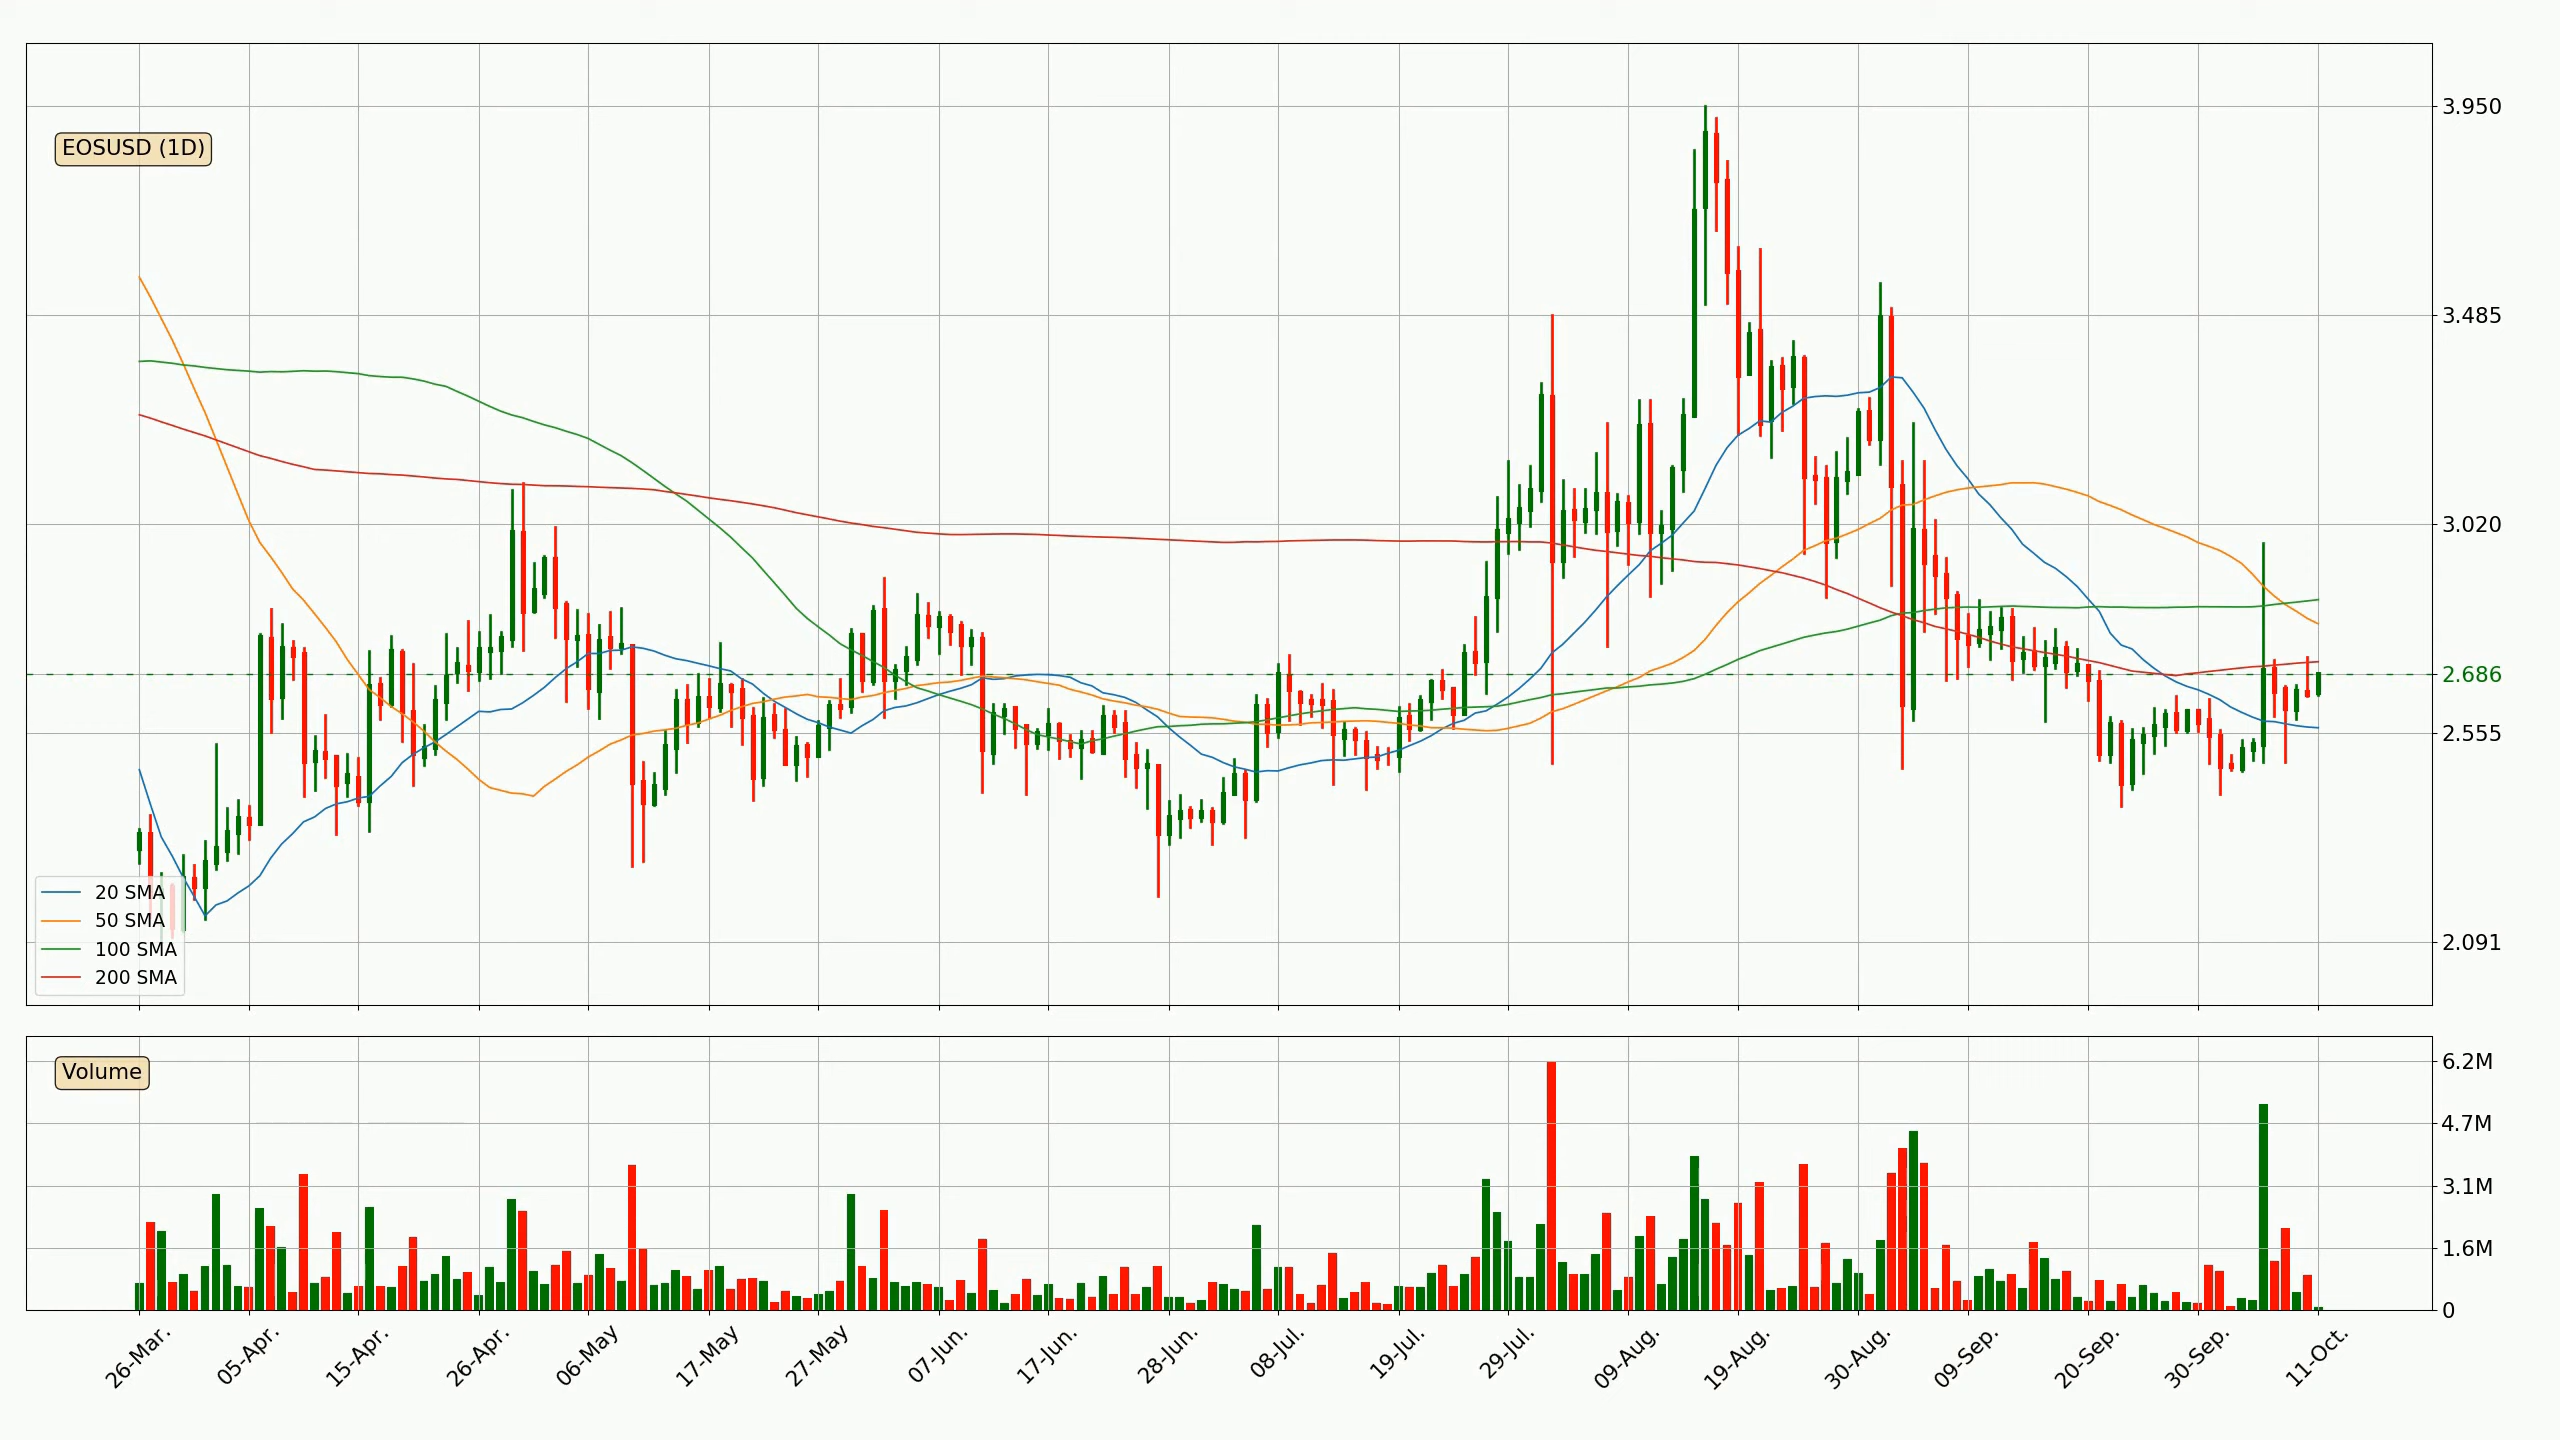 3.950
EOSUSD (1D)
3.485
3.020
2.686
2.555
20 SMA
50 SMA
2.091
100 SMA
200 SMA
Volume
6.2M
4.7M
3.1M
1.6M
0
26-Mar. 05-Apr. 15-Apr. 26-Apr. 06-May 17-May 27-May 07-Jun. 17-Jun. 28-Jun. 08-Jul. 19-Jul. 29-Jul. 09-Aug. 19-Aug. 30-Aug. 09-Sep. 20-Sep. 30-Sep. 11-Oct.